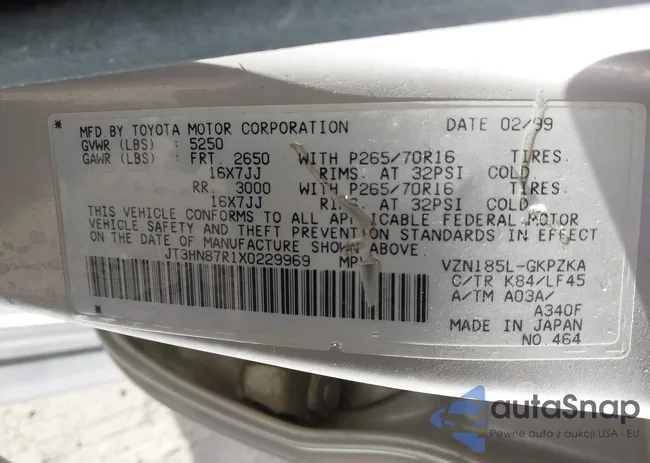 * *
MFD. BY TOYOTA MOTOR CORPORATION DATE 02/99
GVWR (LBS) : 5250
GAWR (LBS) : FRT. 2650 WITH P265/70R16 TIRES.
16X7JJ RIMS. AT 32PSI COLD
RR. 3000 WITH P265/70R16 TIRES.
16X7JJ RIMS. AT 32PSI COLD
THIS VEHICLE CONFORMS TO ALL APPLICABLE FEDERAL MOTOR
VEHICLE SAFETY AND THEFT PREVENTION STANDARDS IN EFFECT
ON THE DATE OF MANUFACTURE SHOWN ABOVE.
JT3HN87R1X0229969 MPV VZN185L-GKPZKA
C/TR K84/LF45
A/TM A03A/
A340F
MADE IN JAPAN
NO. 464
*
autaSnap
Pewne auta z aukcji USA i EU